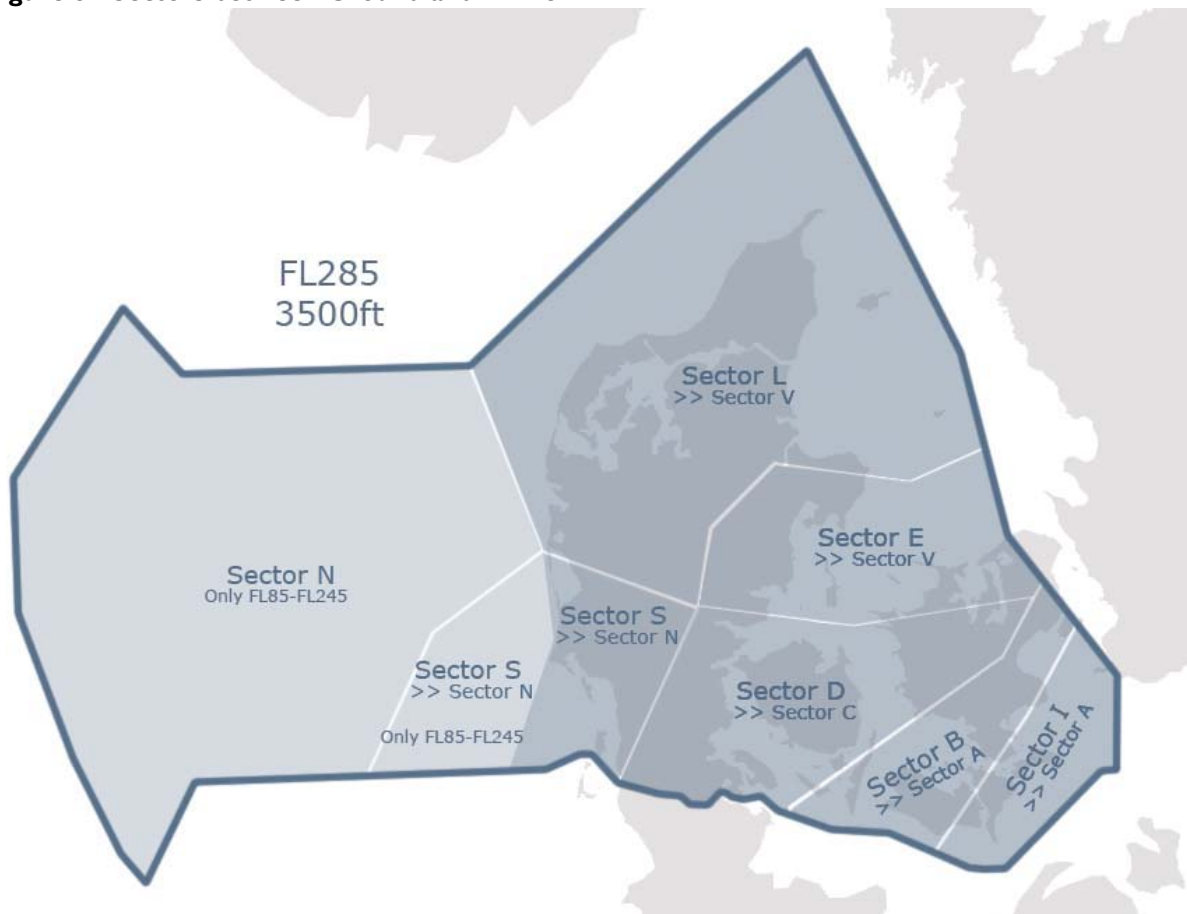 FL285
3500ft
Sector L
>> Sector V
Sector E
>> Sector V
Sector N
Only FL85-FL245
Sector S
>> Sector N
Sector S
>> Sector N
Only FL85-FL245
Sector D
>> Sector C
Sector B
>> Sector A
Sector I
>> Sector A